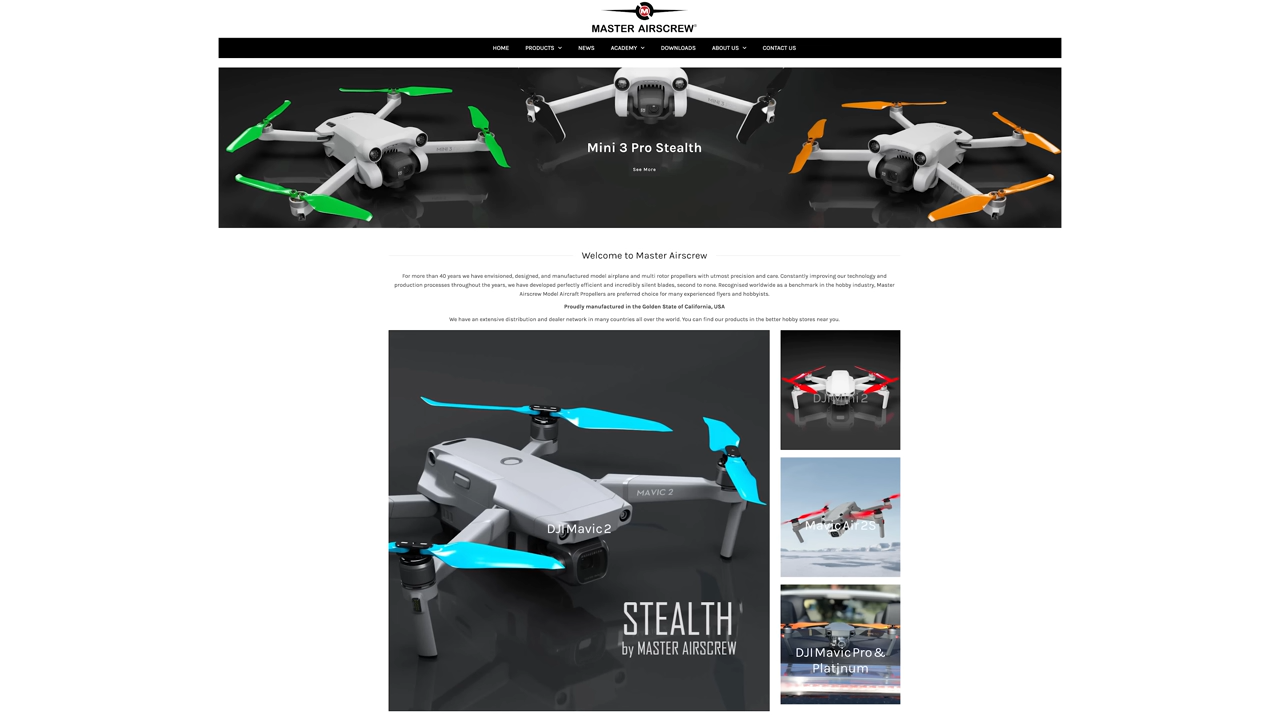 MASTER AIRSCREW®
HOME PRODUCTS NEWS ACADEMY DOWNLOADS ABOUT US CONTACT US
Mini 3 Pro Stealth
See More
MINI 3
Welcome to Master Airscrew
For more than 40 years we have envisioned, designed, and manufactured model airplane and multi rotor propellers with utmost precision and care. Constantly improving our technology and
production processes throughout the years, we have developed perfectly efficient and incredibly silent blades, second to none. Recognised worldwide as a benchmark in the hobby industry, Master
Airscrew Model Aircraft Propellers are preferred choice for many experienced flyers and hobbyists.
Proudly manufactured in the Golden State of California, USA
We have an extensive distribution and dealer network in many countries all over the world. You can find our products in the better hobby stores near you.
MAVIC 2
DJI Mavic 2
STEALTH
by MASTER AIRSCREW
DJI Mini 2
Mavic Air 2S
DJI Mavic Pro &
Platinum